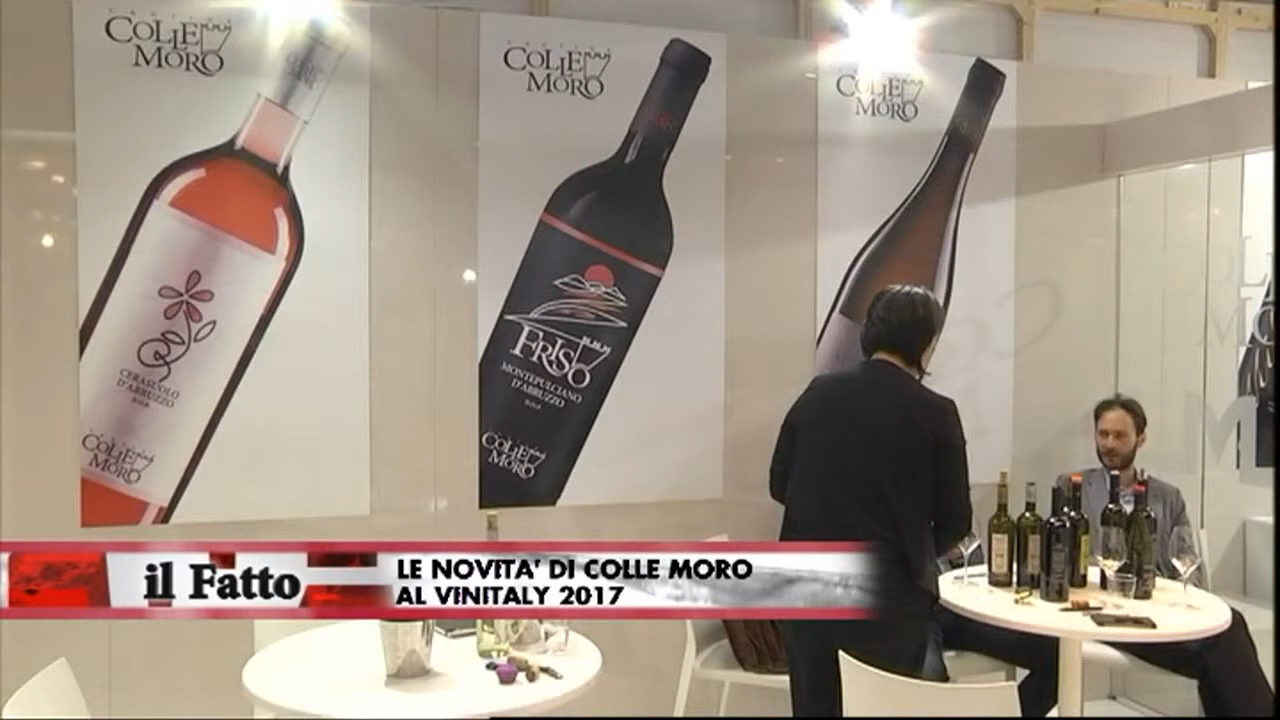 COLLE
MORO
CERASUOLO
D'ABRUZZO
D.O.P.
COLLE
MORO
COLLE
MORO
FRISO
MONTEPULCIANO
D'ABRUZZO
D.O.P.
COLLE
MORO
COLLE
MORO
il Fatto
LE NOVITA' DI COLLE MORO
AL VINITALY 2017